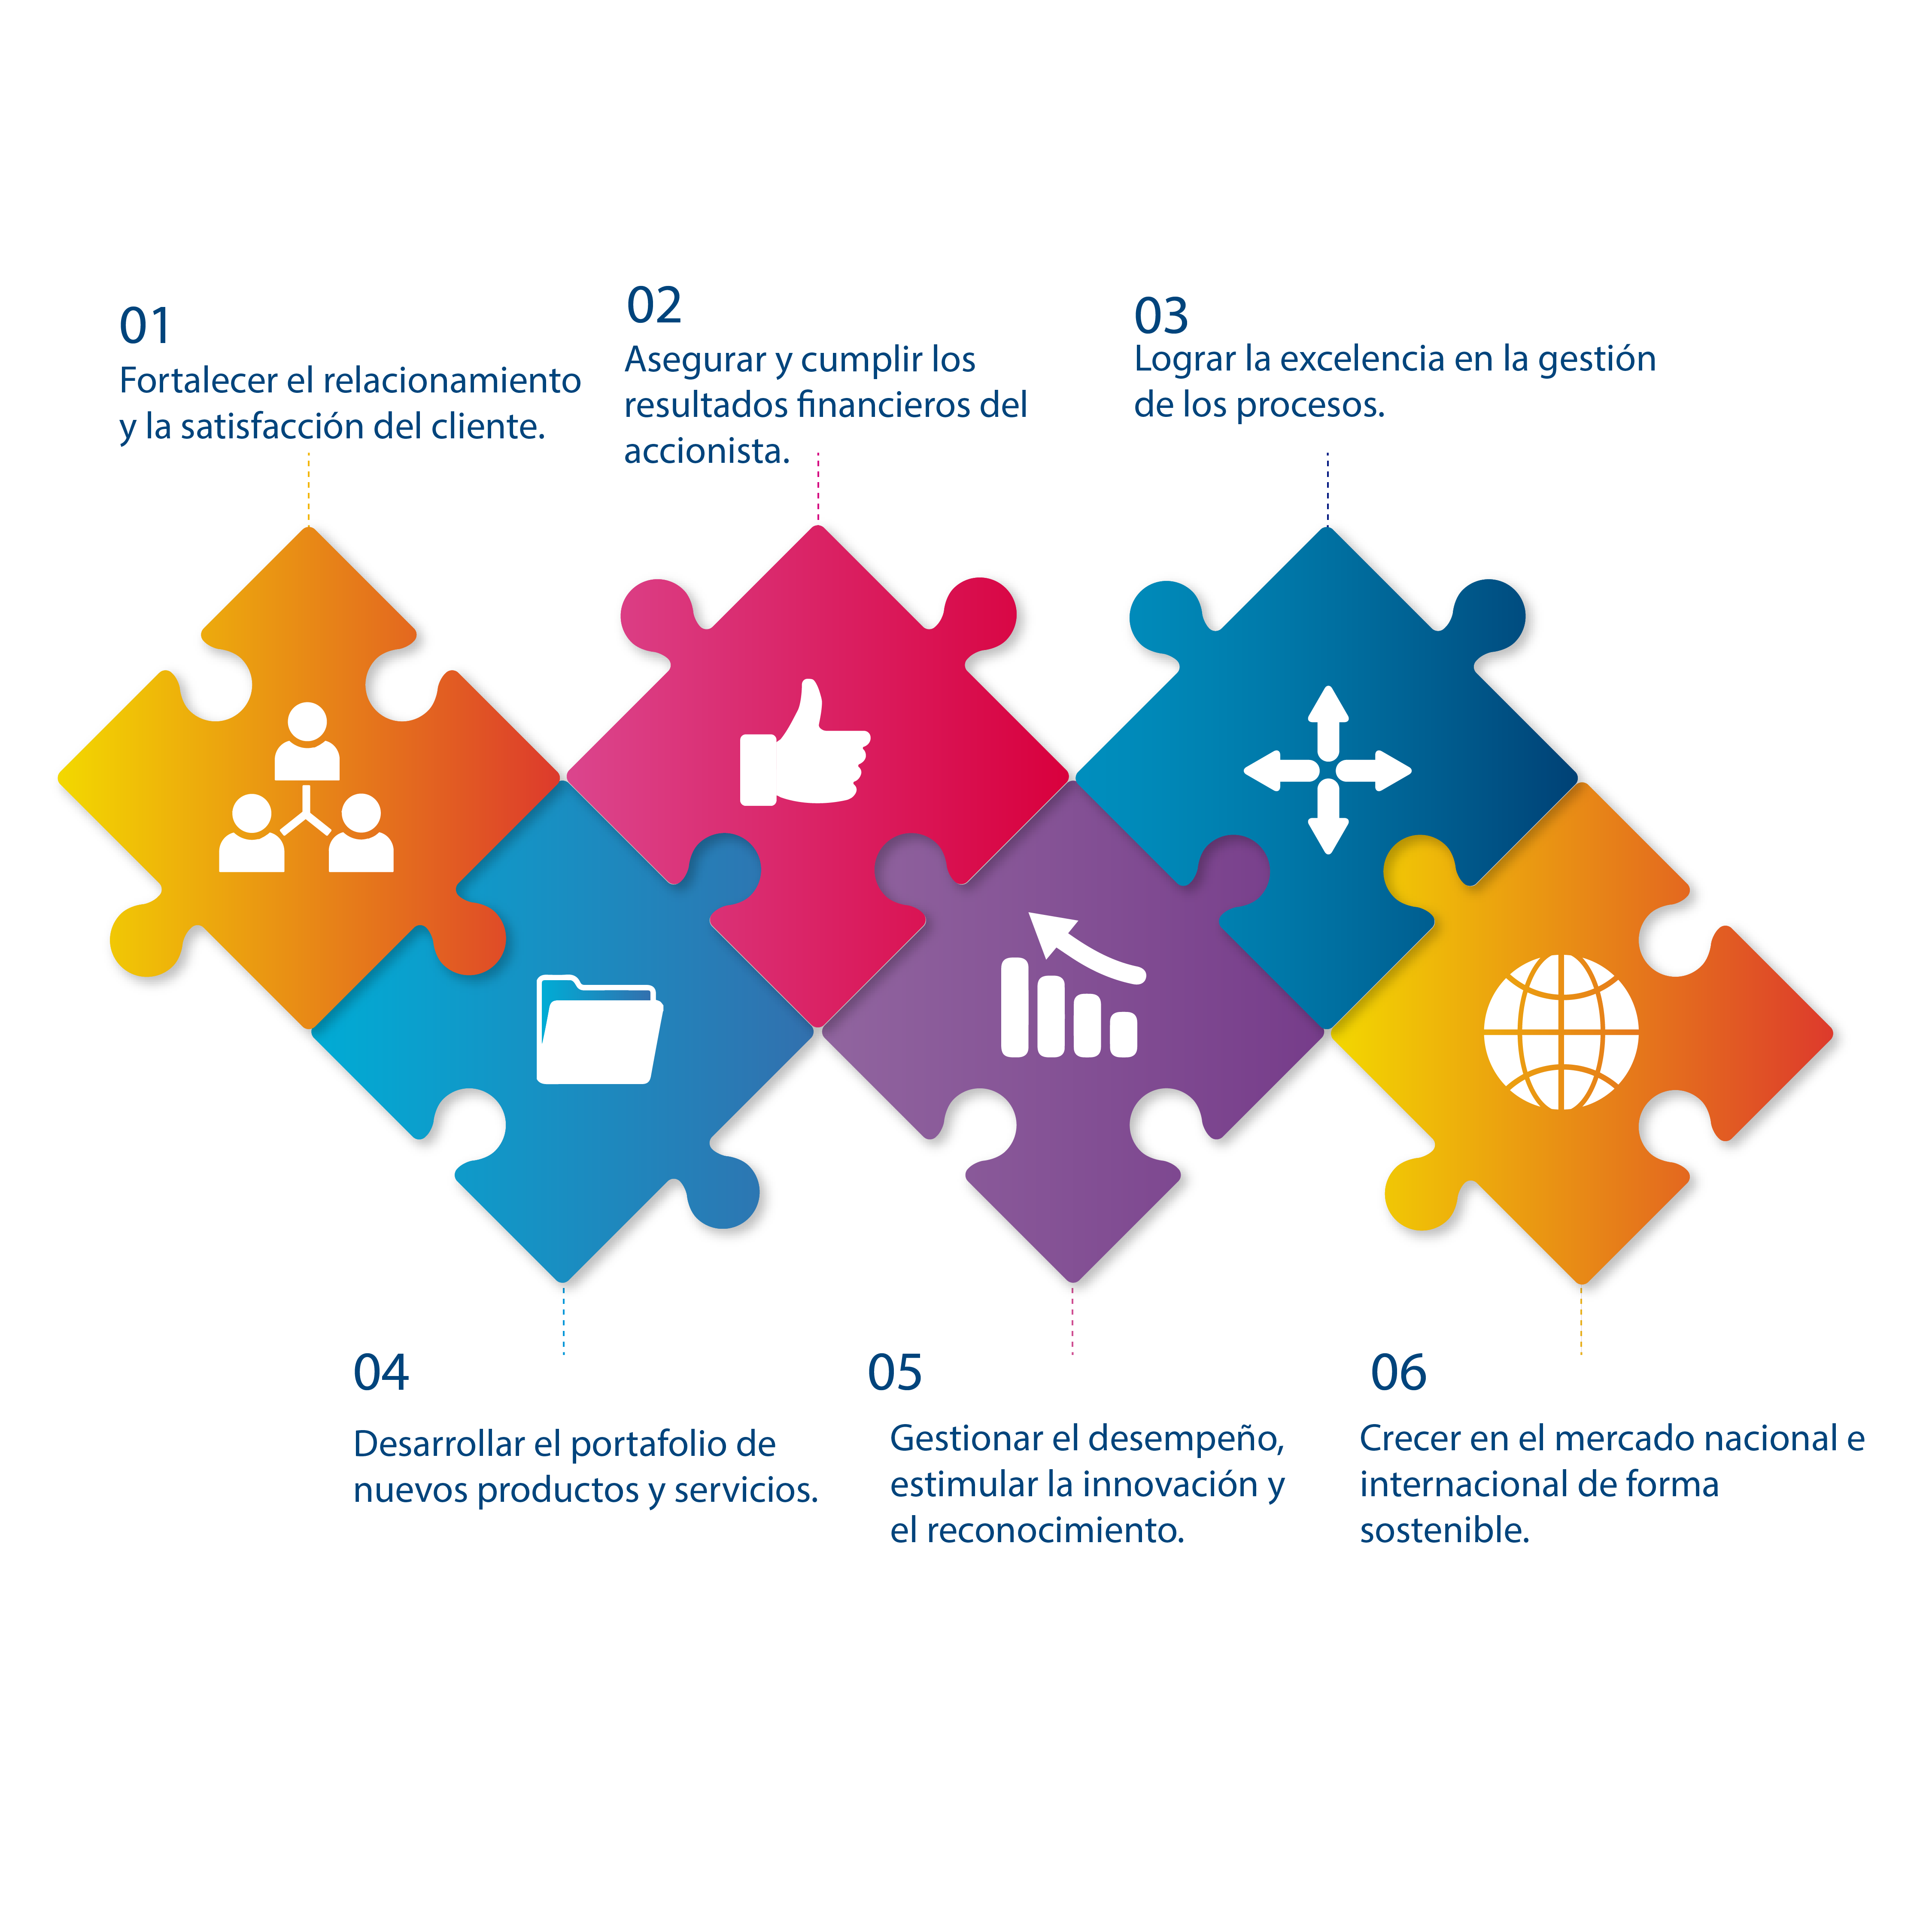 01
Fortalecer el relacionamiento
y la satisfacción del cliente.
02
Asegurar y cumplir los
resultados financieros del
accionista.
03
Lograr la excelencia en la gestión
de los procesos.
04
Desarrollar el portafolio de
nuevos productos y servicios.
05
Gestionar el desempeño,
estimular la innovación y
el reconocimiento.
06
Crecer en el mercado nacional e
internacional de forma
sostenible.